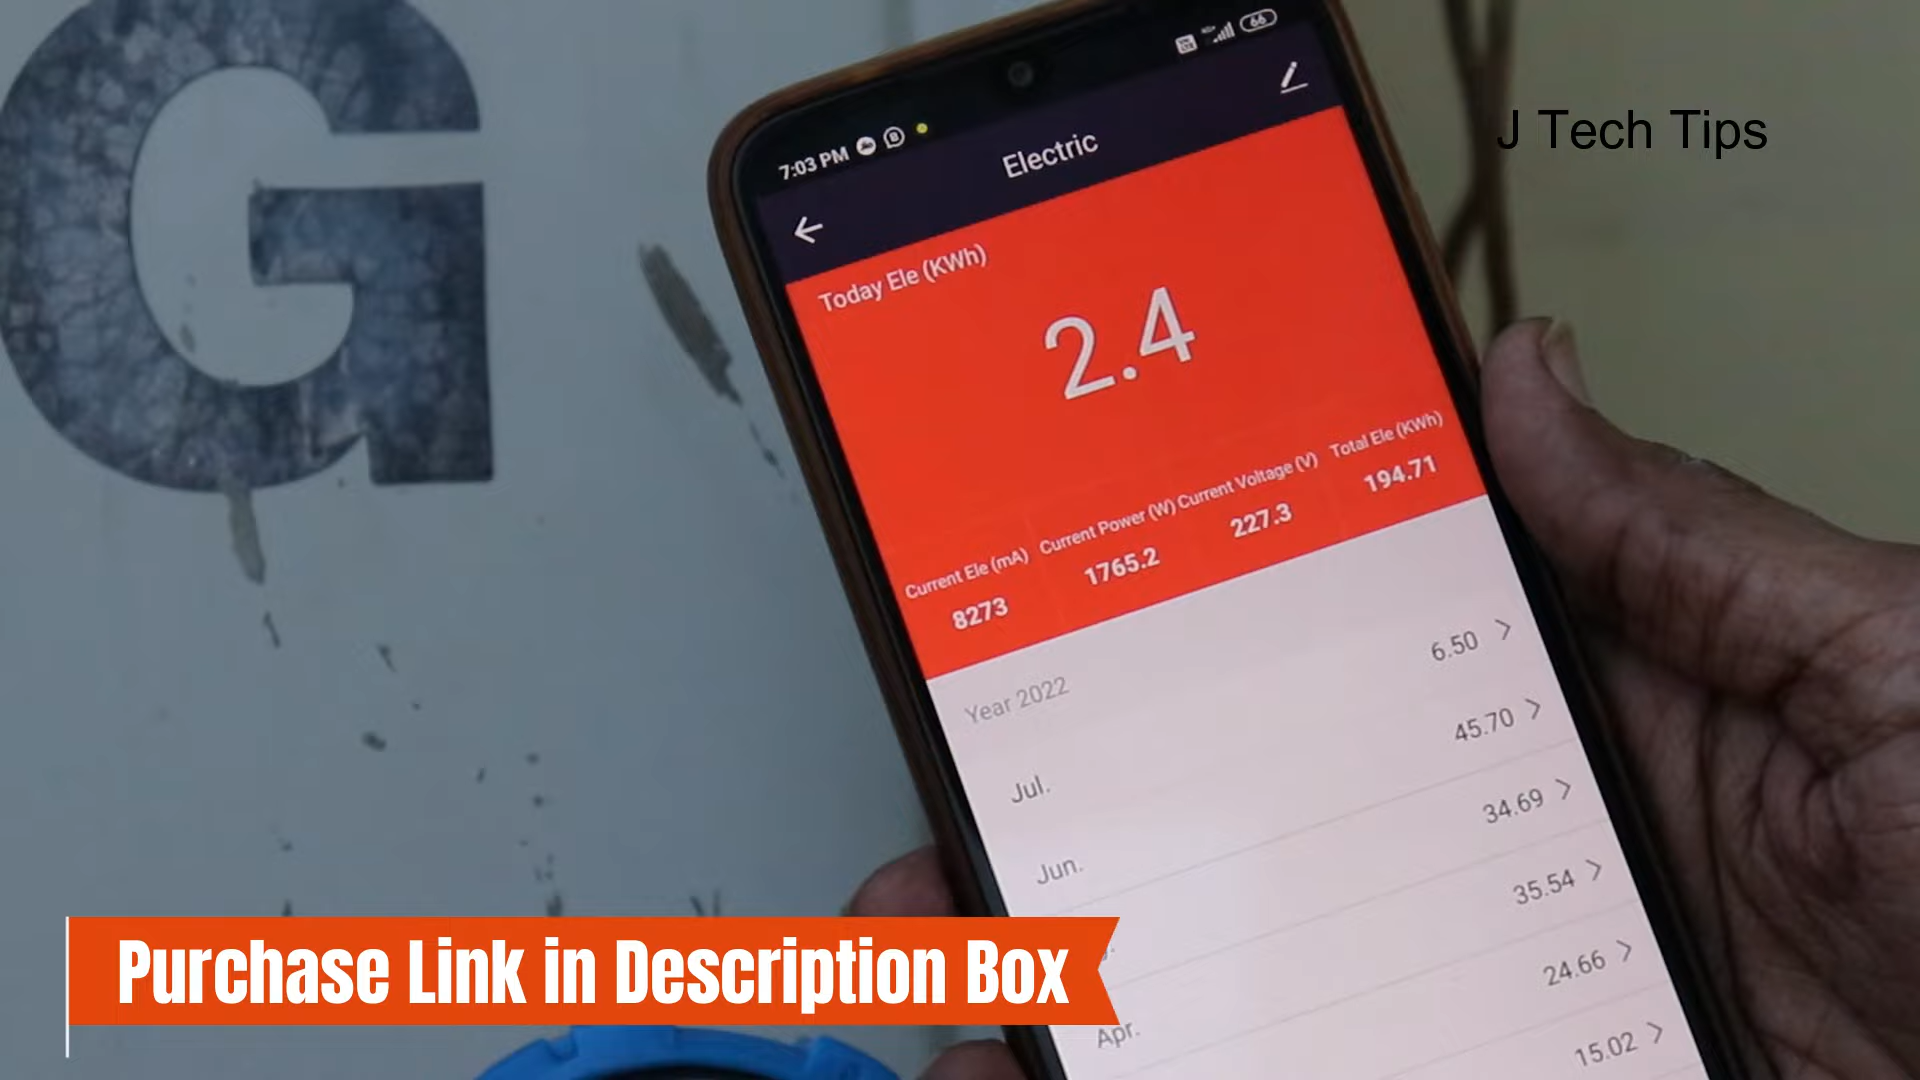 G
J Tech Tips
7:03 PM
66
Electric
Today Ele (KWh)
2.4
Current Ele (mA) Current Power (W) Current Voltage (V) Total Ele (KWh)
8273 1765.2 227.3 194.71
Year 2022
Jul. 6.50
Jun. 45.70
34.69
Apr. 35.54
24.66
15.02
Purchase Link in Description Box